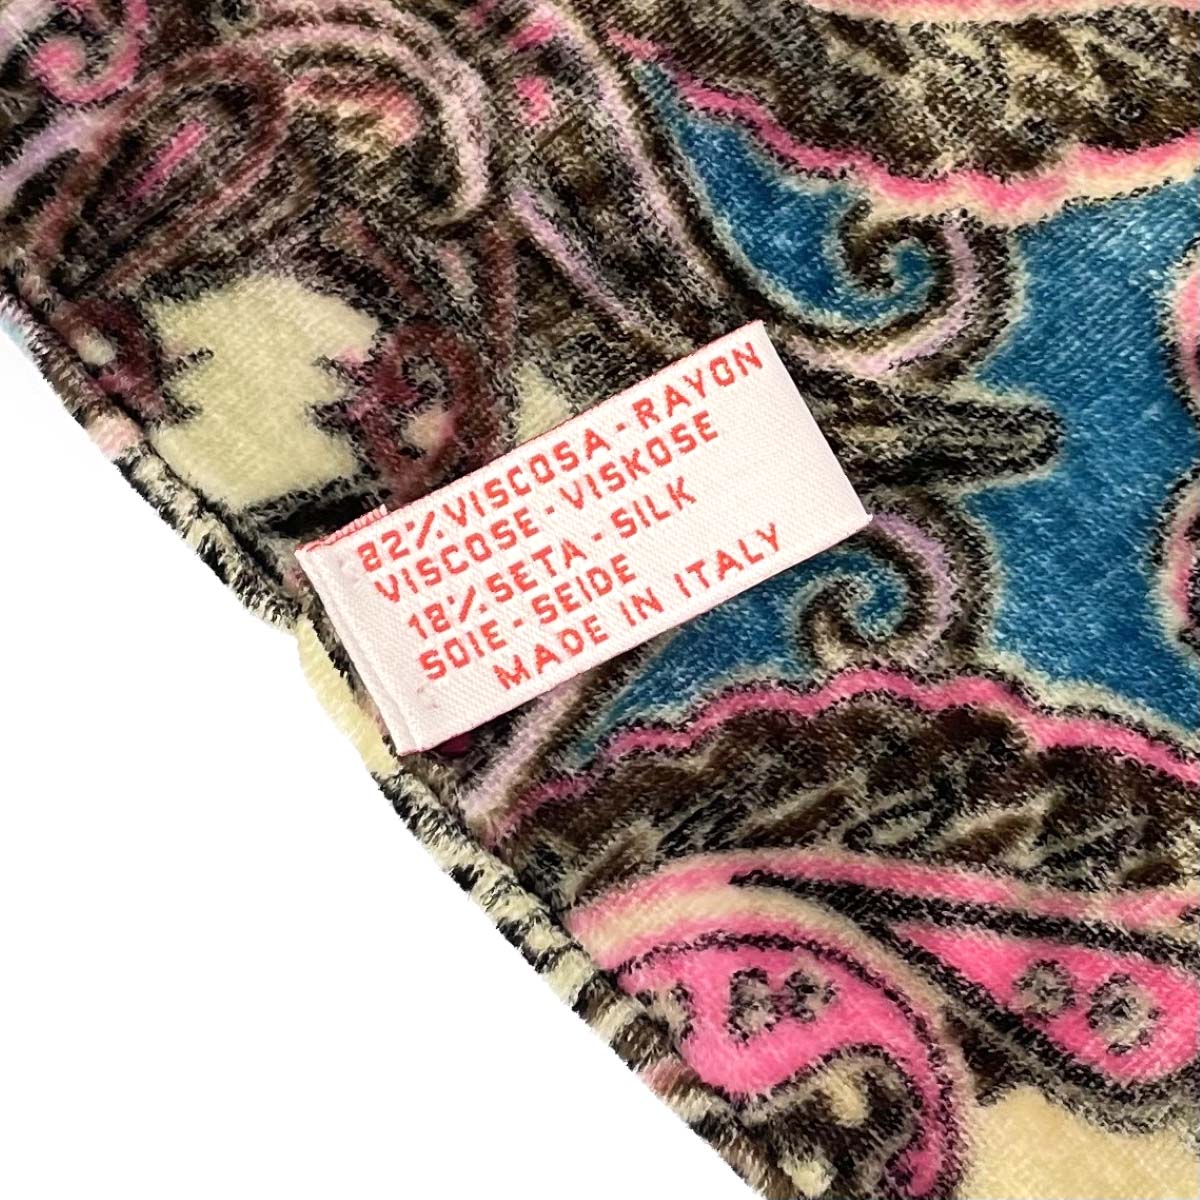 82% VISCOSA - RAYON
VISCOSE - VISKOSE
18% SETA - SILK
SOIE - SEIDE
MADE IN ITALY